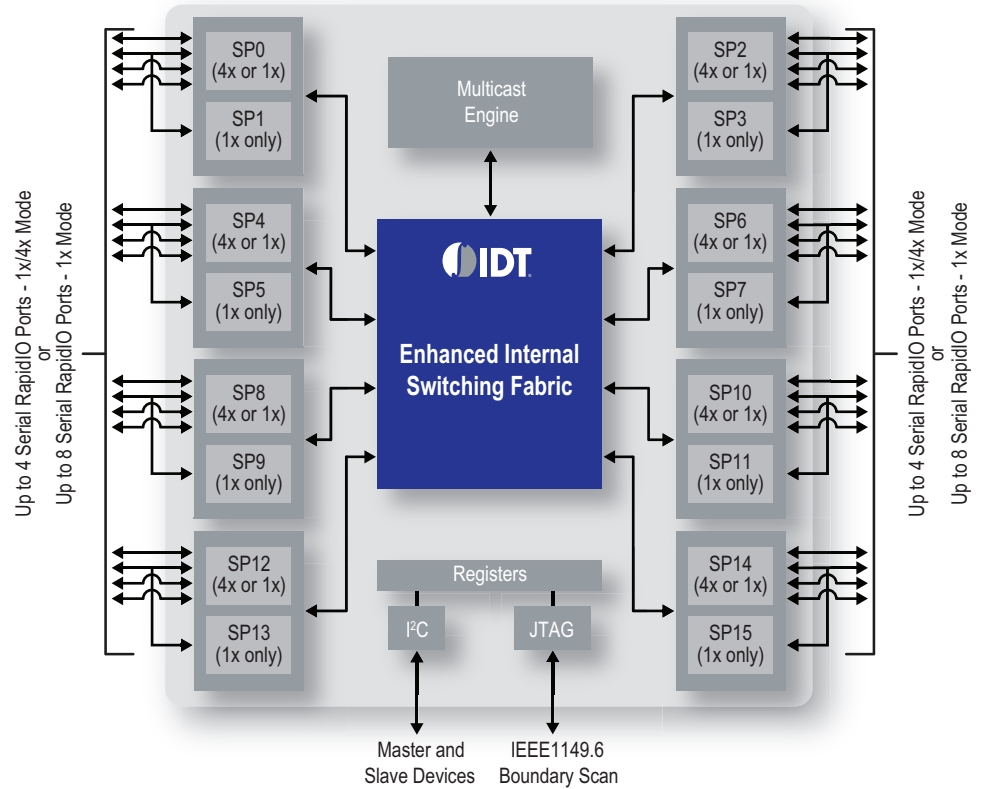 Up to 4 Serial RapidIO Ports - 1x/4x Mode
or
Up to 8 Serial RapidIO Ports - 1x Mode
SP0
(4x or 1x)
SP1
(1x only)
SP4
(4x or 1x)
SP5
(1x only)
SP8
(4x or 1x)
SP9
(1x only)
SP12
(4x or 1x)
SP13
(1x only)
Multicast
Engine
IDT
Enhanced Internal
Switching Fabric
Registers
I²C
JTAG
Master and
Slave Devices
IEEE1149.6
Boundary Scan
SP2
(4x or 1x)
SP3
(1x only)
SP6
(4x or 1x)
SP7
(1x only)
SP10
(4x or 1x)
SP11
(1x only)
SP14
(4x or 1x)
SP15
(1x only)
Up to 4 Serial RapidIO Ports - 1x/4x Mode
or
Up to 8 Serial RapidIO Ports - 1x Mode